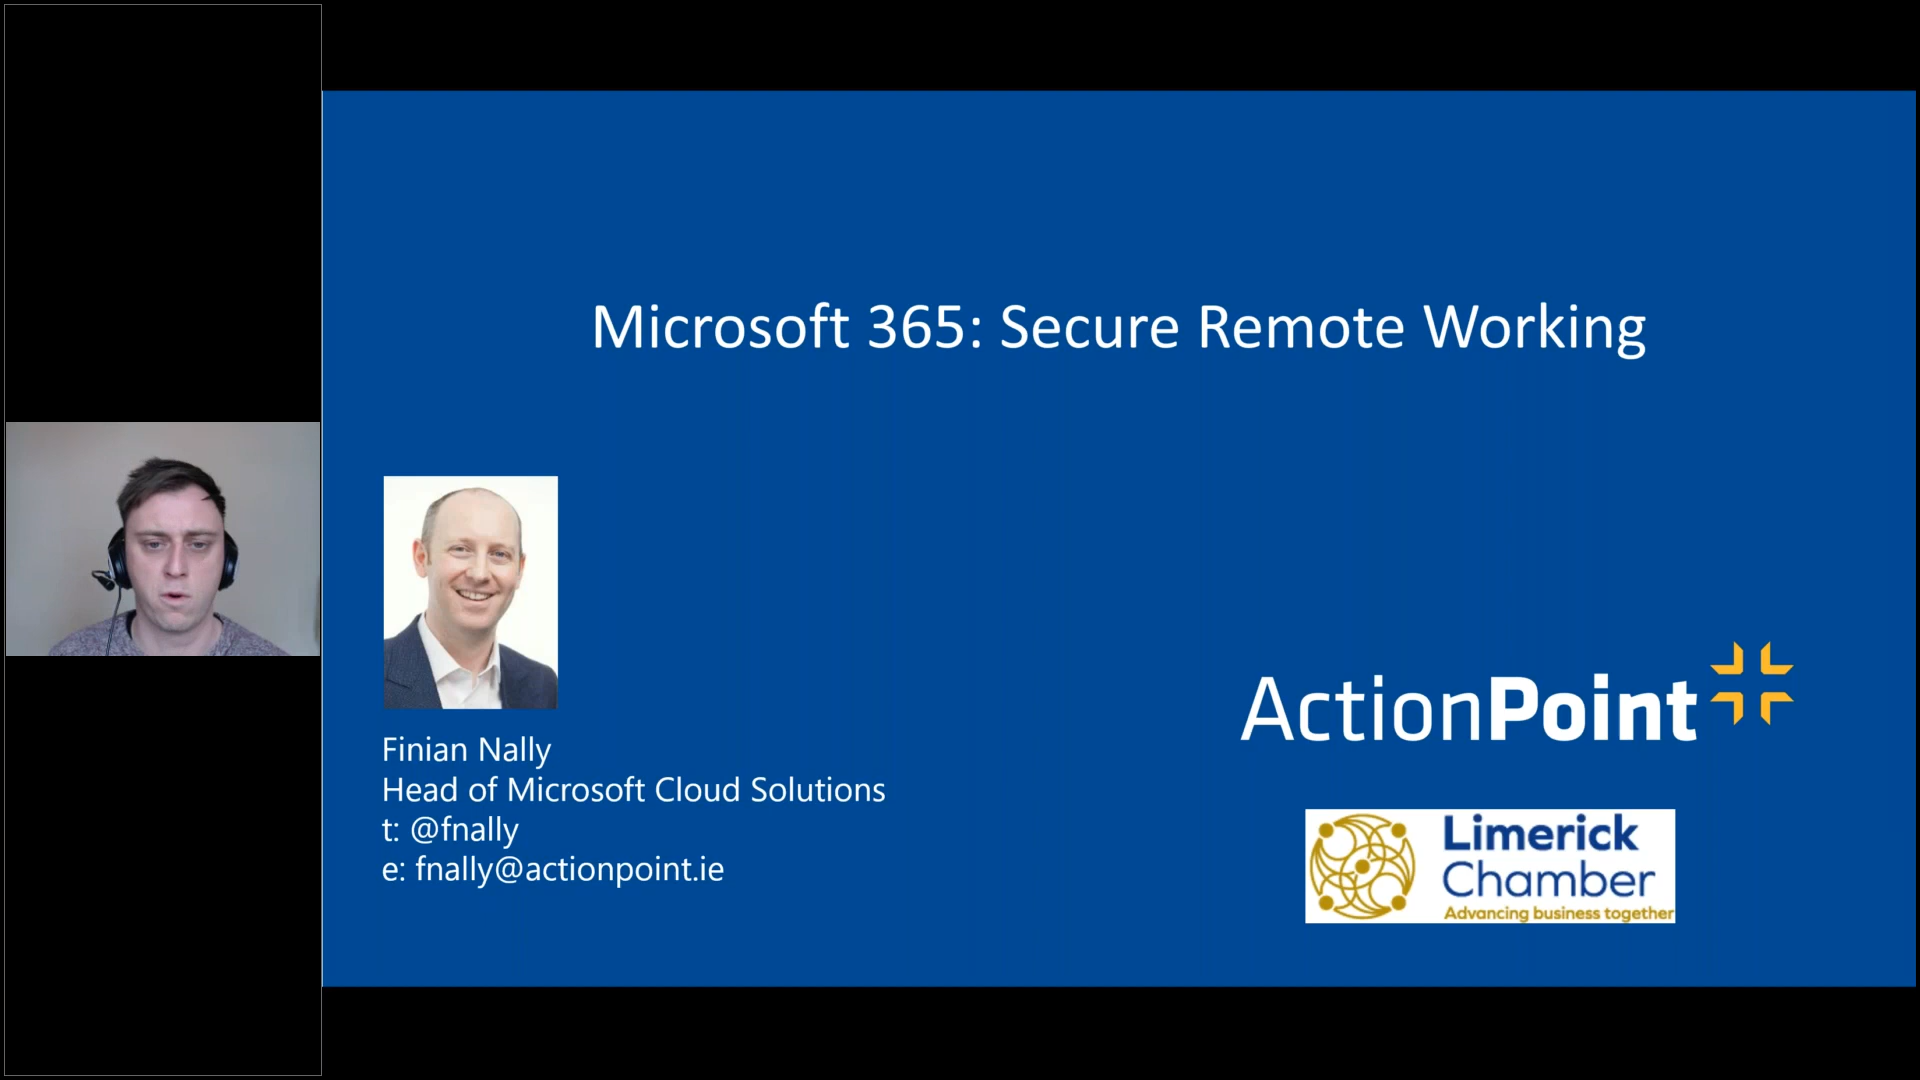 Microsoft 365: Secure Remote Working
Finian Nally
Head of Microsoft Cloud Solutions
t: @fnally
e: fnally@actionpoint.ie
ActionPoint
Limerick
Chamber
Advancing business together